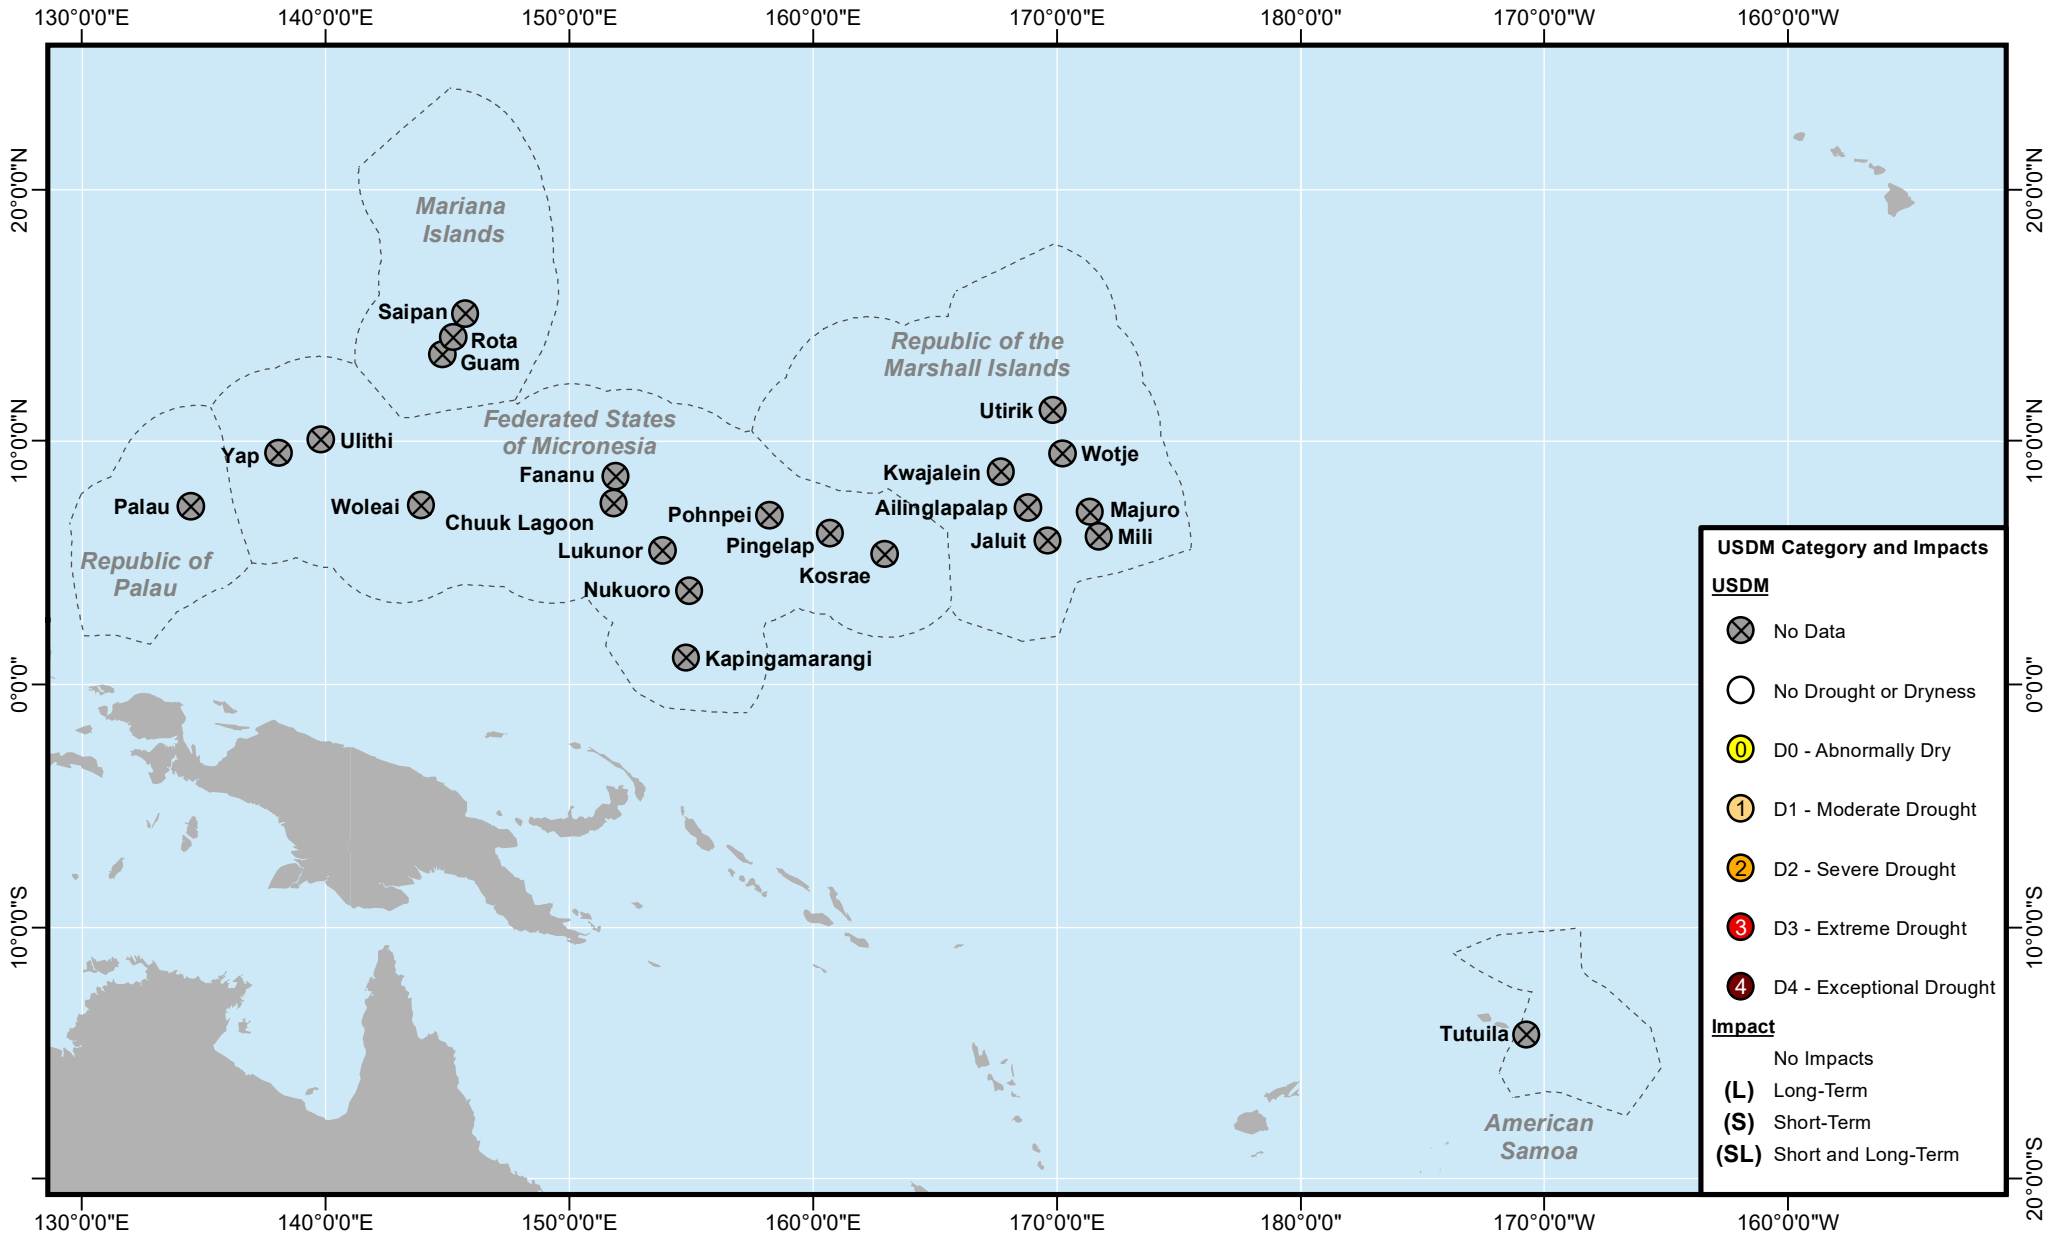 130°0'0"E
140°0'0"E
150°0'0"E
160°0'0"E
170°0'0"E
180°0'0"
170°0'0"W
160°0'0"W
20°0'0"N
20°0'0"N
Mariana
Islands
Saipan
Rota
Guam
Republic of the
Marshall Islands
Utirik
10°0'0"N
10°0'0"N
Federated States
of Micronesia
Yap
Ulithi
Wotje
Fananu
Kwajalein
Palau
Woleai
Chuuk Lagoon
Pohnpei
Ailinglapalap
Majuro
Lukunor
Pingelap
Jaluit
Mili
Republic of
Palau
Kosrae
Nukuoro
Kapingamarangi
0°0'0"
0°0'0"
USDM Category and Impacts
USDM
No Data
No Drought or Dryness
0 D0 - Abnormally Dry
1 D1 - Moderate Drought
2 D2 - Severe Drought
3 D3 - Extreme Drought
4 D4 - Exceptional Drought
Impact
No Impacts
(L) Long-Term
(S) Short-Term
(SL) Short and Long-Term
10°0'0"S
10°0'0"S
Tutuila
American
Samoa
20°0'0"S
130°0'0"E
140°0'0"E
150°0'0"E
160°0'0"E
170°0'0"E
180°0'0"
170°0'0"W
160°0'0"W